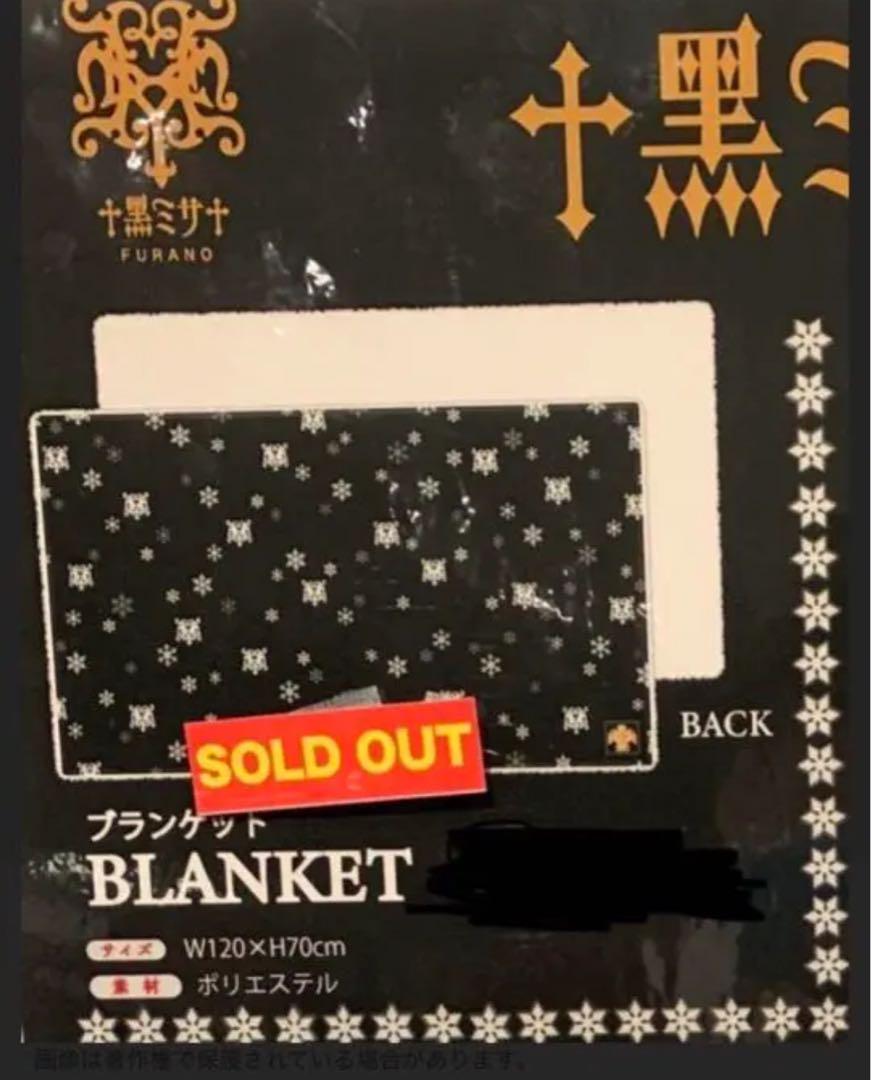 †黒ミサ†
FURANO
†黒ミ
BACK
SOLD OUT
ブランケット
BLANKET
サイズ W120×H70cm
素材 ポリエステル
画像は著作権で保護されている場合があります。